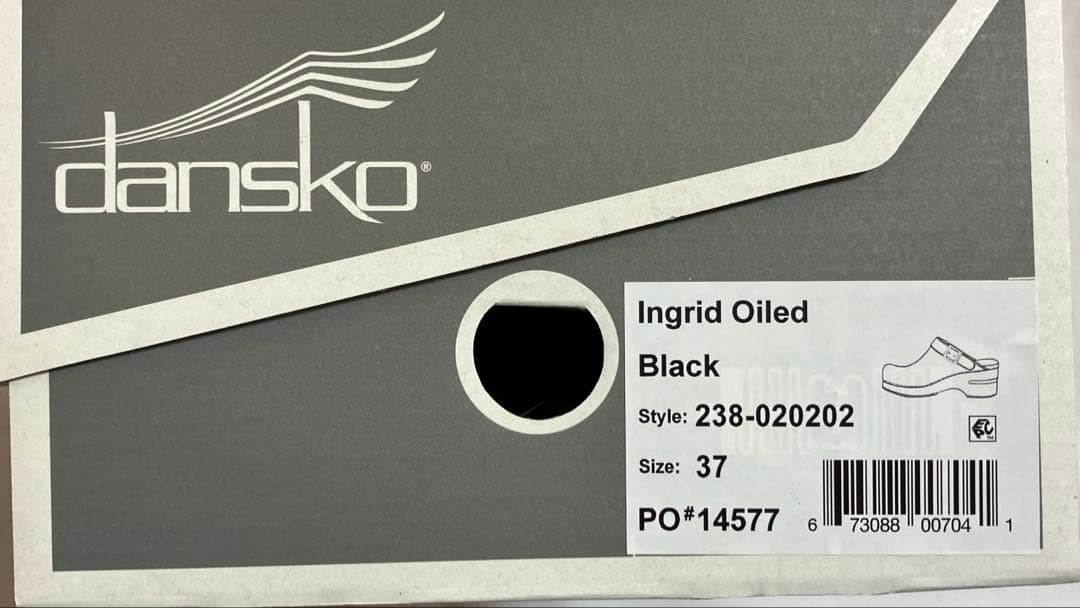 dansko®
Ingrid Oiled
Black
Style: 238-020202
Size: 37
PO#14577
6 73088 00704 1